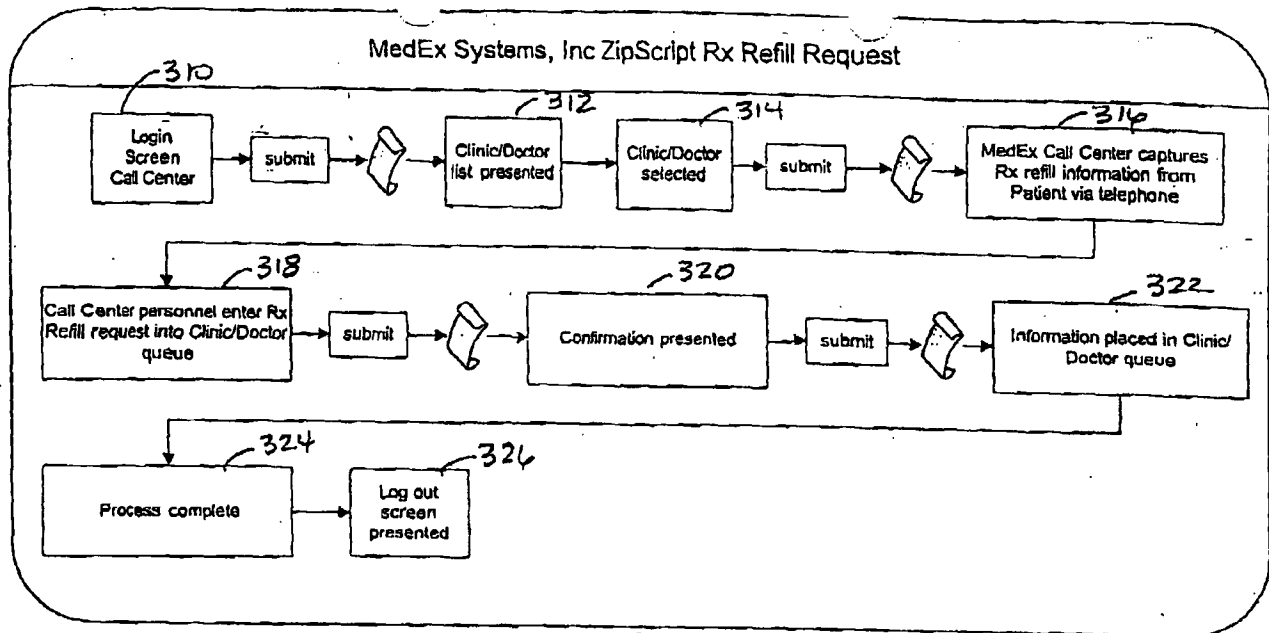 MedEx Systems, Inc ZipScript Rx Refill Request
310
Login
Screen
Call Center
submit
312
Clinic/Doctor
list presented
314
Clinic/Doctor
selected
submit
316
MedEx Call Center captures
Rx refill information from
Patient via telephone
318
Call Center personnel enter Rx
Refill request into Clinic/Doctor
queue
submit
320
Confirmation presented
submit
322
Information placed in Clinic/
Doctor queue
324
Process complete
326
Log out
screen
presented